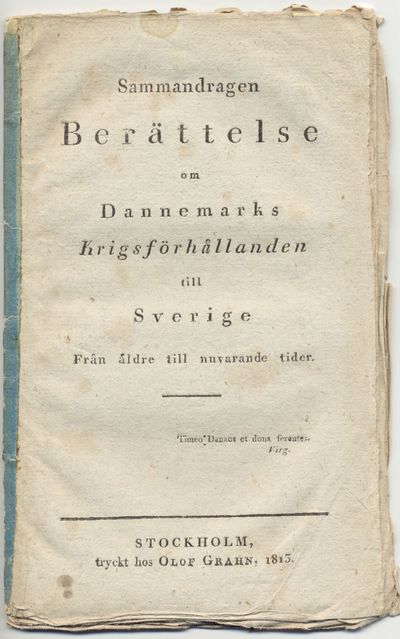 Sammandragen
Berättelse
om
Dannemarks
Krigsförhållanden
till
Sverige
Från äldre till nuvarande tider.
Timeo Danaos et dona ferentes.
Virg.
STOCKHOLM,
tryckt hos OLOF GRAHN, 1813.